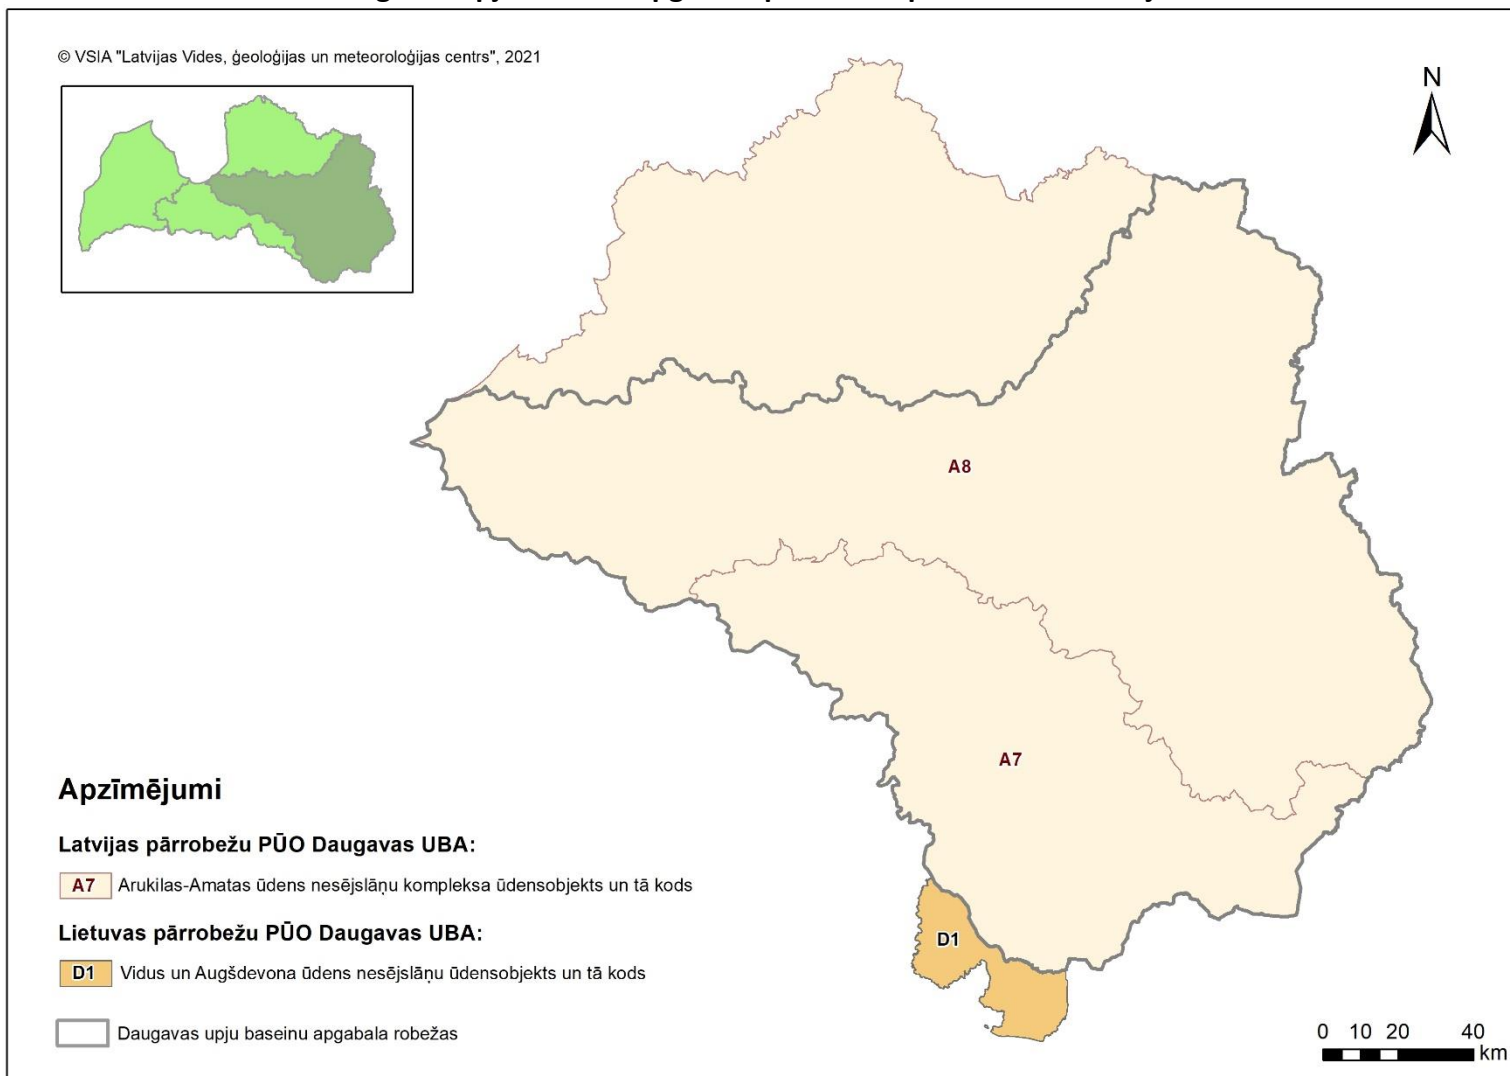 © VSIA "Latvijas Vides, ģeoloģijas un meteoroloģijas centrs", 2021
N
A8
A7
D1
Apzīmējumi
Latvijas pārrobežu PŪO Daugavas UBA:
A7 Arukilas-Amatas ūdens nesējslāņu kompleksa ūdensobjekts un tā kods
Lietuvas pārrobežu PŪO Daugavas UBA:
D1 Vidus un Augšdevona ūdens nesējslāņu ūdensobjekts un tā kods
Daugavas upju baseinu apgabala robežas
0 10 20 40
km